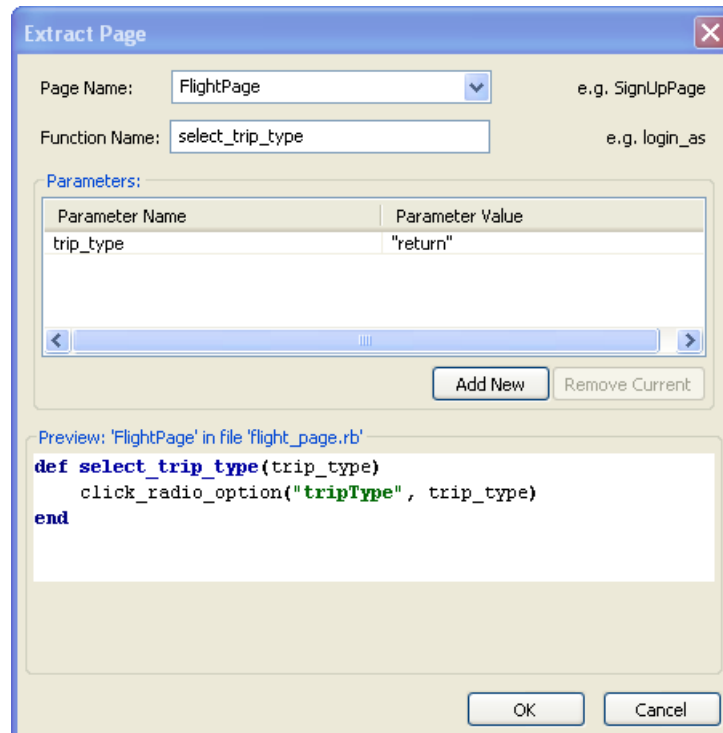 Extract Page
Page Name: FlightPage e.g. SignUpPage
Function Name: select_trip_type e.g. login_as
Parameters:
Parameter Name Parameter Value
trip_type "return"
Add New Remove Current
Preview: 'FlightPage' in file 'flight_page.rb'
def select_trip_type(trip_type)
click_radio_option("tripType", trip_type)
end
OK Cancel